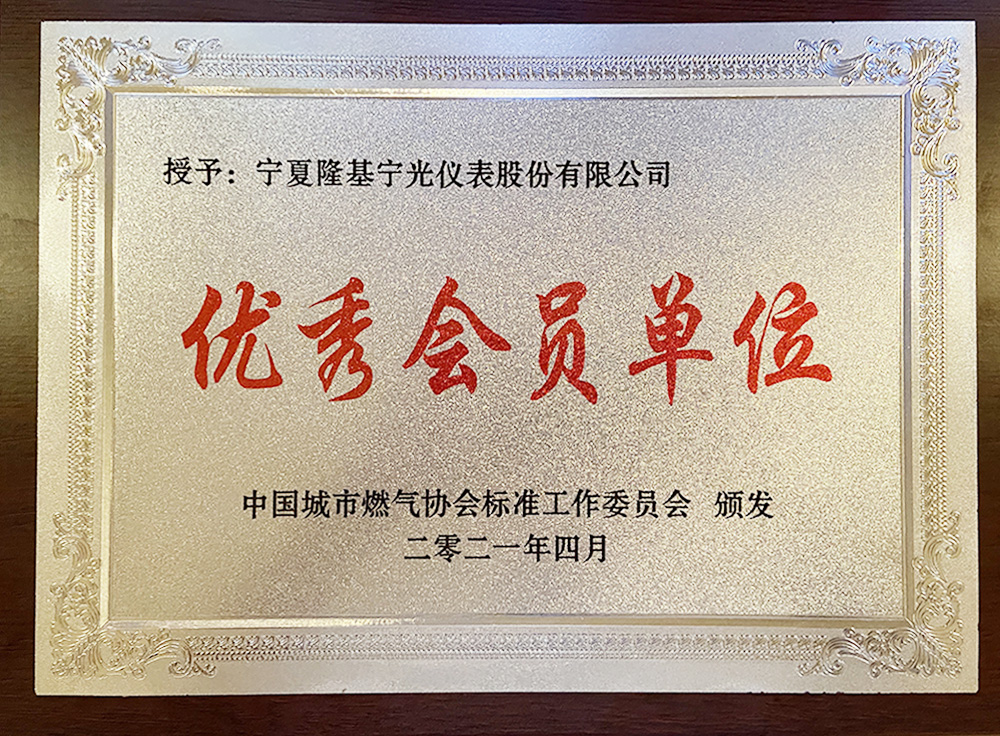 授予：宁夏隆基宁光仪表股份有限公司
优秀会员单位
中国城市燃气协会标准工作委员会 颁发
二零二一年四月